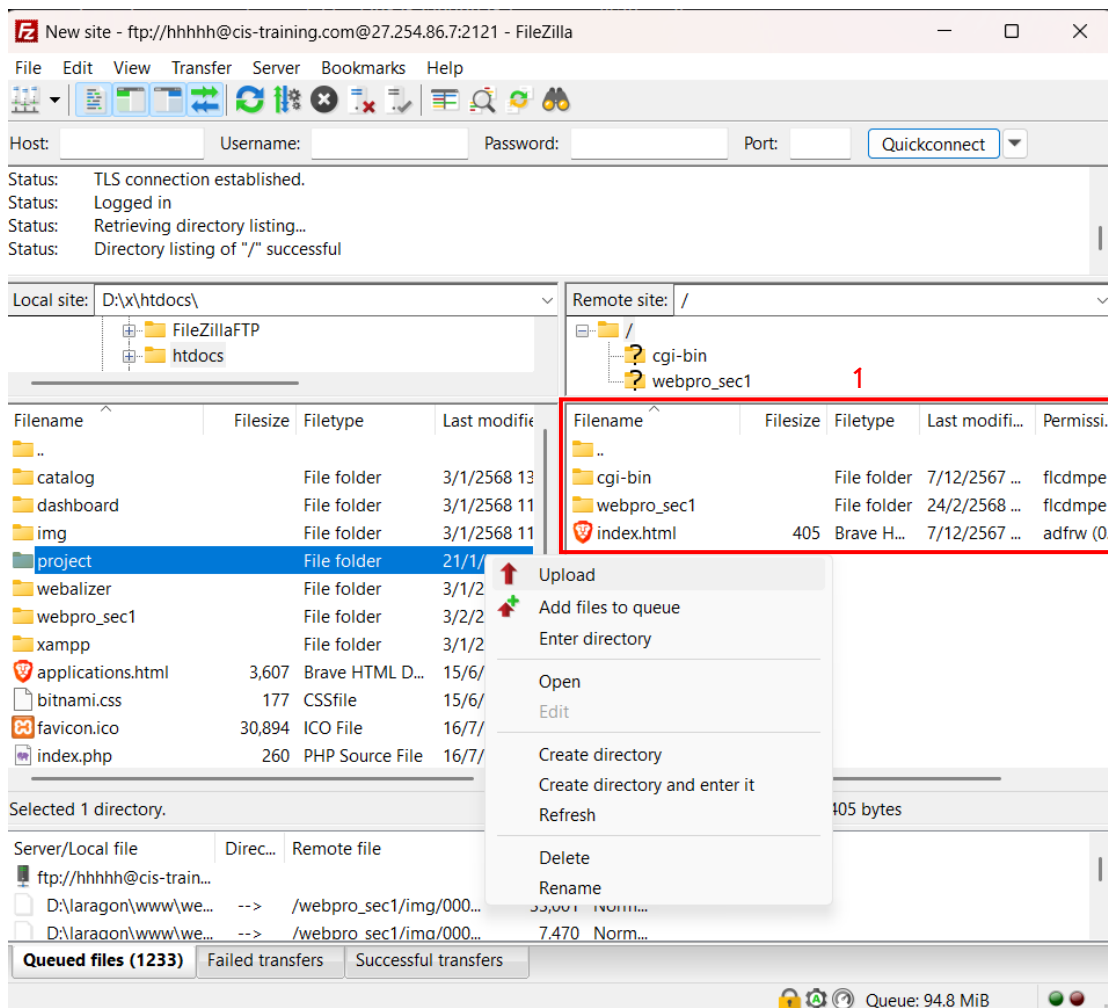 New site - ftp://hhhhh@cis-training.com@27.254.86.7:2121 - FileZilla
File Edit View Transfer Server Bookmarks Help
Host: Username: Password: Port: Quickconnect
Status: TLS connection established.
Status: Logged in
Status: Retrieving directory listing...
Status: Directory listing of "/" successful
Local site: D:\x\htdocs\
FileZillaFTP
htdocs
Remote site: /
/
cgi-bin
webpro_sec1
1
Filename Filesize Filetype Last modifie
..
catalog File folder 3/1/2568 13
dashboard File folder 3/1/2568 11
img File folder 3/1/2568 11
project File folder 21/1/
webalizer File folder 3/1/2
webpro_sec1 File folder 3/2/2
xampp File folder 3/1/2
applications.html 3,607 Brave HTML D... 15/6/
bitnami.css 177 CSSfile 15/6/
favicon.ico 30,894 ICO File 16/7/
index.php 260 PHP Source File 16/7/
Selected 1 directory.
Filename Filesize Filetype Last modifi... Permissi.
..
cgi-bin File folder 7/12/2567 ... flcdmpe
webpro_sec1 File folder 24/2/2568 ... flcdmpe
index.html 405 Brave H... 7/12/2567 ... adfrw (0
405 bytes
Upload
Add files to queue
Enter directory
Open
Edit
Create directory
Create directory and enter it
Refresh
Delete
Rename
Server/Local file Direc... Remote file
ftp://hhhhh@cis-train...
D:\laragon\www\we... --> /webpro_sec1/img/000... Norm...
D:\laragon\www\we... --> /webpro_sec1/img/000... 7,470 Norm...
Queued files (1233) Failed transfers Successful transfers
Queue: 94.8 MiB